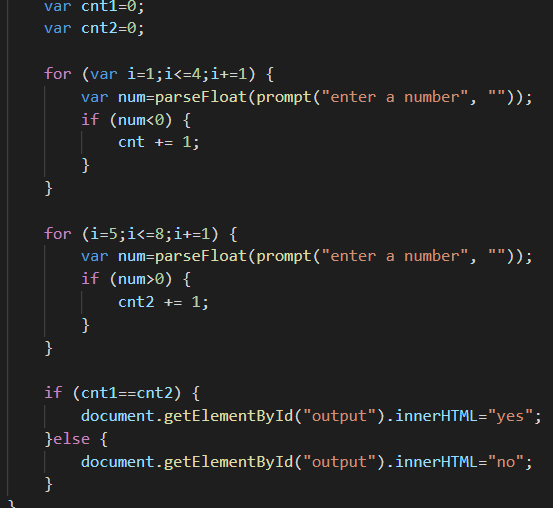 var cnt1=0;
var cnt2=0;
for (var i=1;i<=4;i+=1) {
var num=parseFloat(prompt("enter a number", ""));
if (num<0) {
cnt += 1;
}
}
for (i=5;i<=8;i+=1) {
var num=parseFloat(prompt("enter a number", ""));
if (num>0) {
cnt2 += 1;
}
}
if (cnt1==cnt2) {
document.getElementById("output").innerHTML="yes";
}else {
document.getElementById("output").innerHTML="no";
}
}